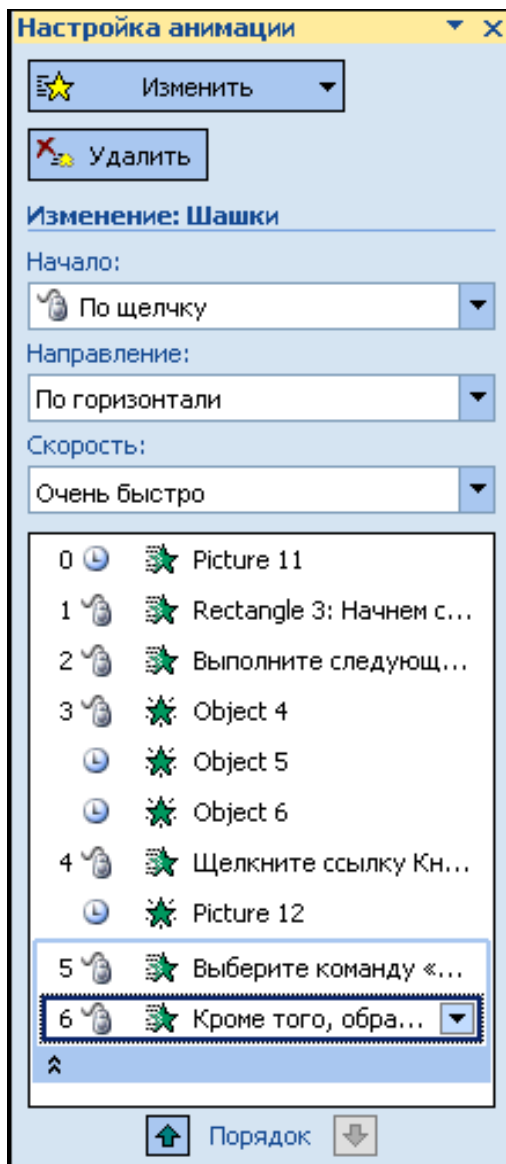 Настройка анимации
Изменить
Удалить
Изменение: Шашки
Начало:
По щелчку
Направление:
По горизонтали
Скорость:
Очень быстро
0 Picture 11
1 Rectangle 3: Начнем с...
2 Выполните следующ...
3 Object 4
Object 5
Object 6
4 Щелкните ссылку Кн...
Picture 12
5 Выберите команду «...
6 Кроме того, обра...
Порядок